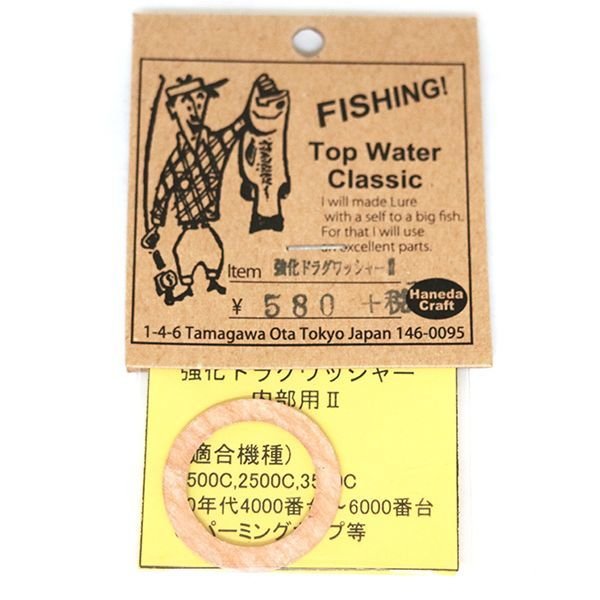 FISHING!
Top Water
Classic
I will made Lure
with a self to a big fish.
For that I will use
excellent parts.
Item 強化ドラグワッシャーⅡ
¥ 580 +税
Haneda
Craft
1-4-6 Tamagawa Ota Tokyo Japan 146-0095
強化ドラグワッシャー
内部用Ⅱ
適合機種)
500C,2500C,3 C
0年代4000番台~6000番台
パーミング プ等